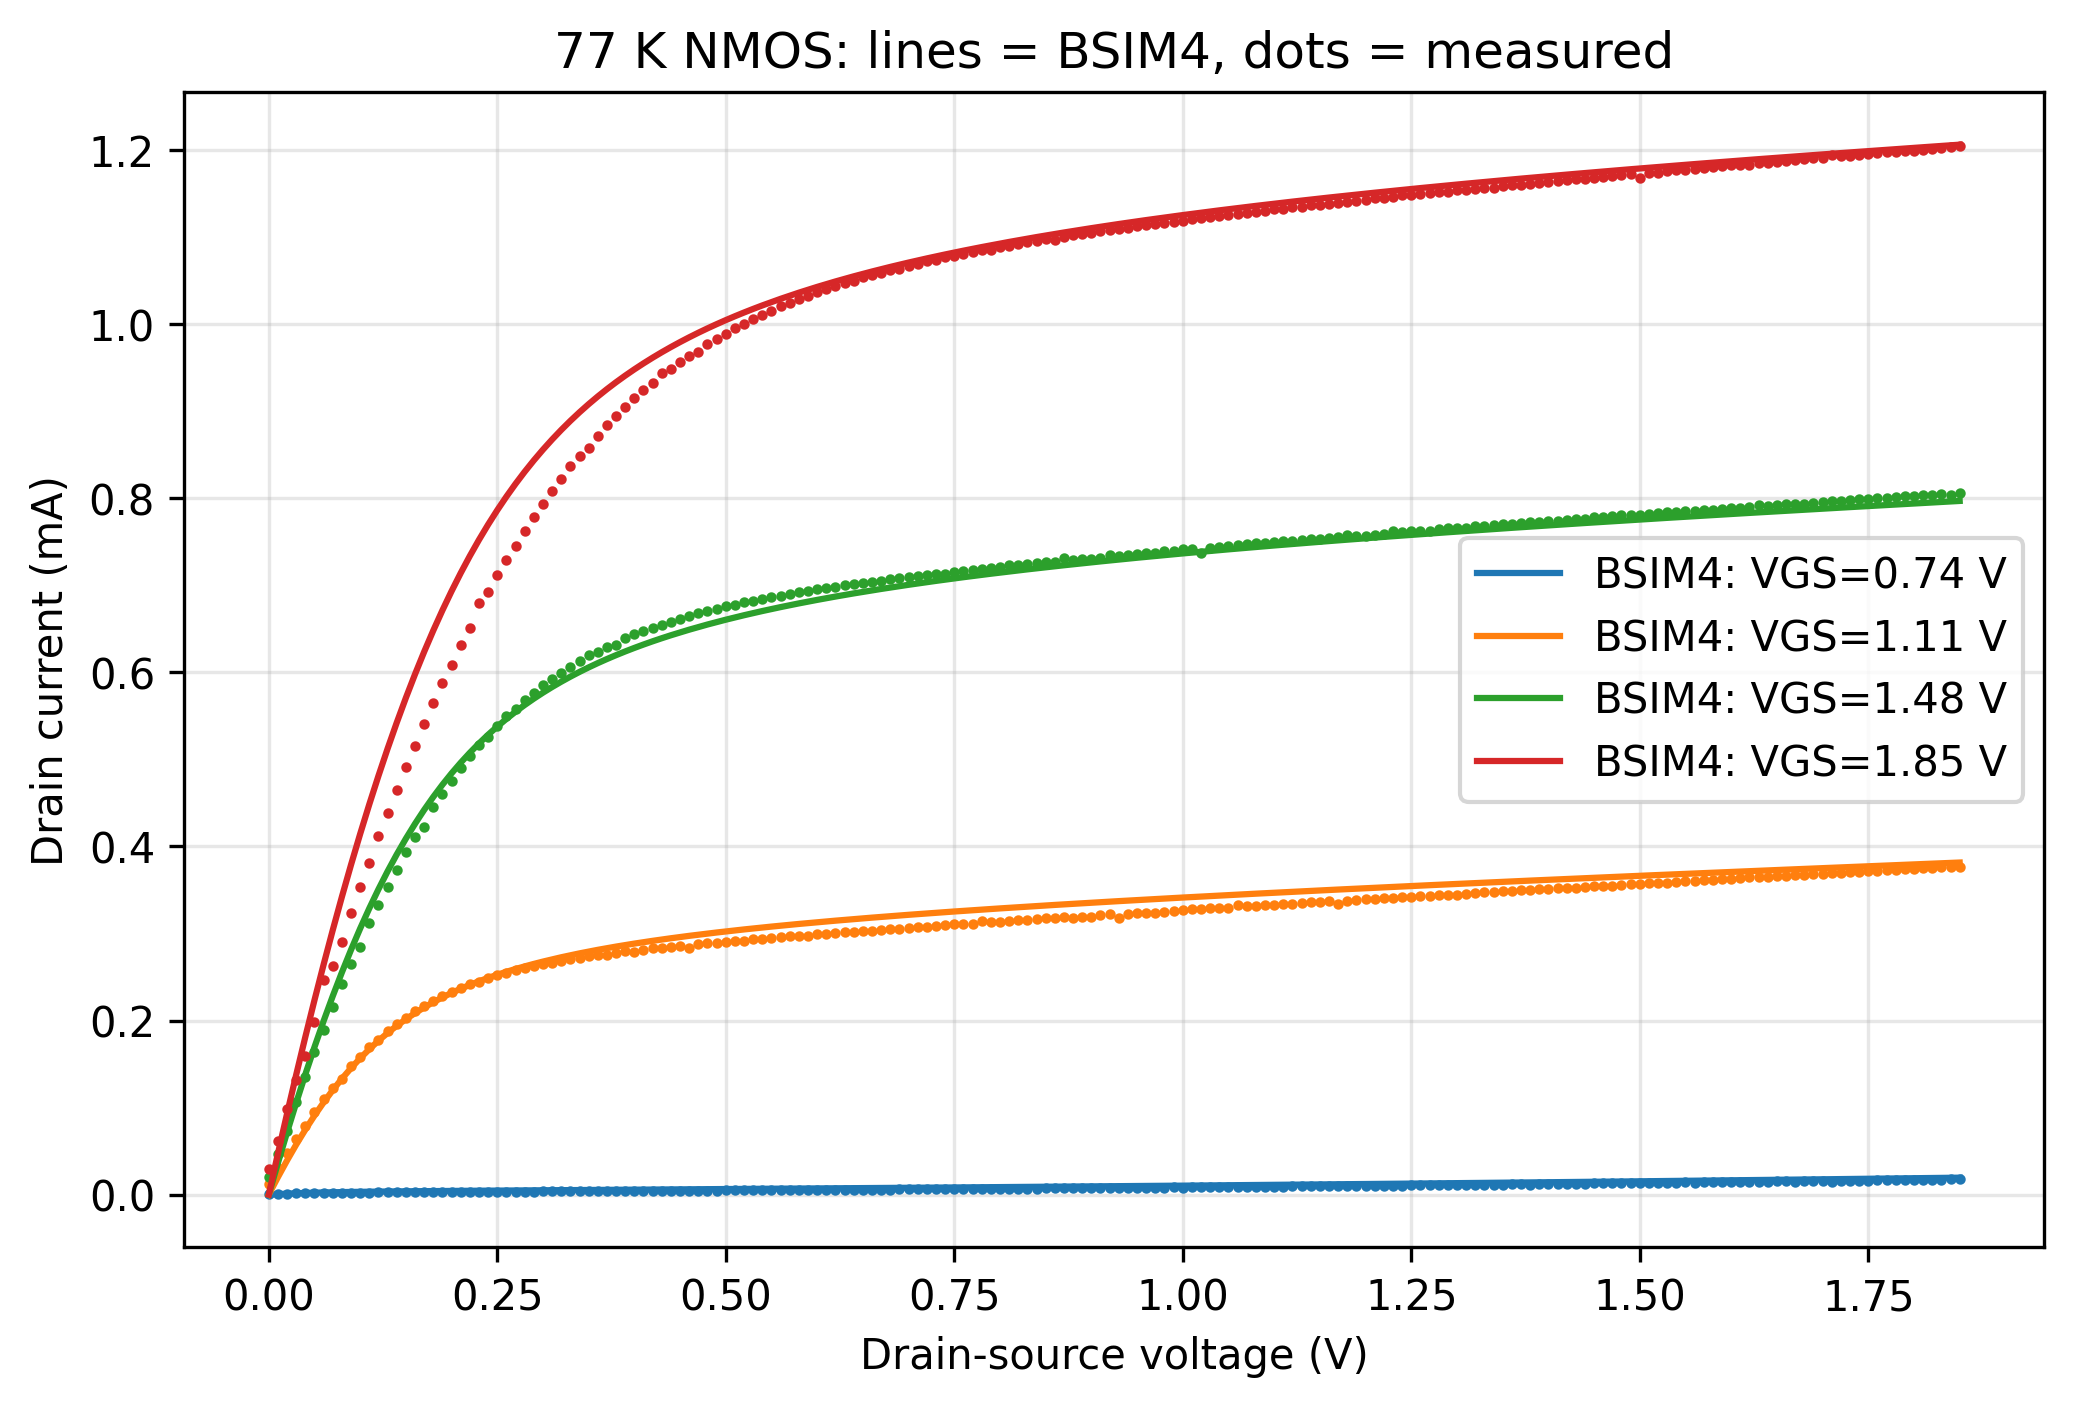 77 K NMOS: lines = BSIM4, dots = measured
Drain current (mA)
1.2
1.0
0.8
0.6
0.4
0.2
0.0
BSIM4: VGS=0.74 V
BSIM4: VGS=1.11 V
BSIM4: VGS=1.48 V
BSIM4: VGS=1.85 V
0.00 0.25 0.50 0.75 1.00 1.25 1.50 1.75
Drain-source voltage (V)